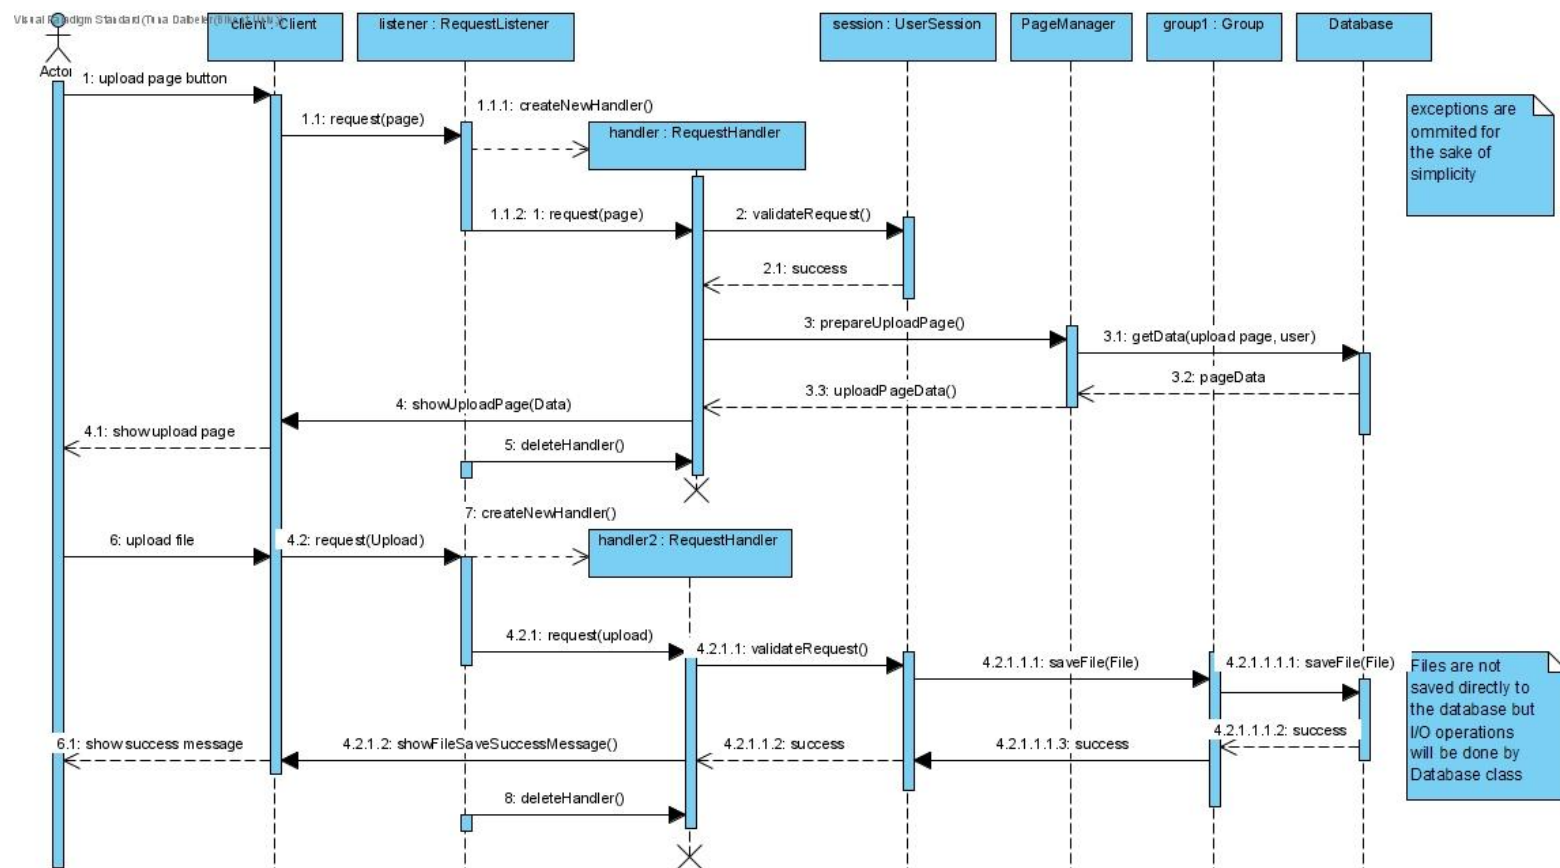 Visual Paradigm Standard (Tuna Dalbeler(Bilkent Univ.))
client : Client
listener : RequestListener
session : UserSession
PageManager
group1 : Group
Database
Actor
1: upload page button
1.1: request(page)
1.1.1: createNewHandler()
handler : RequestHandler
exceptions are
ommited for
the sake of
simplicity
1.1.2: 1: request(page)
2: validateRequest()
2.1: success
3: prepareUploadPage()
3.1: getData(upload page, user)
3.2: pageData
3.3: uploadPageData()
4: showUploadPage(Data)
4.1: show upload page
5: deleteHandler()
7: createNewHandler()
6: upload file
4.2: request(Upload)
handler2 : RequestHandler
4.2.1: request(upload)
4.2.1.1: validateRequest()
4.2.1.1.1: saveFile(File)
4.2.1.1.1.1: saveFile(File)
Files are not
saved directly to
the database but
I/O operations
will be done by
Database class
4.2.1.1.1.2: success
6.1: show success message
4.2.1.2: showFileSaveSuccessMessage()
4.2.1.1.2: success
4.2.1.1.1.3: success
8: deleteHandler()